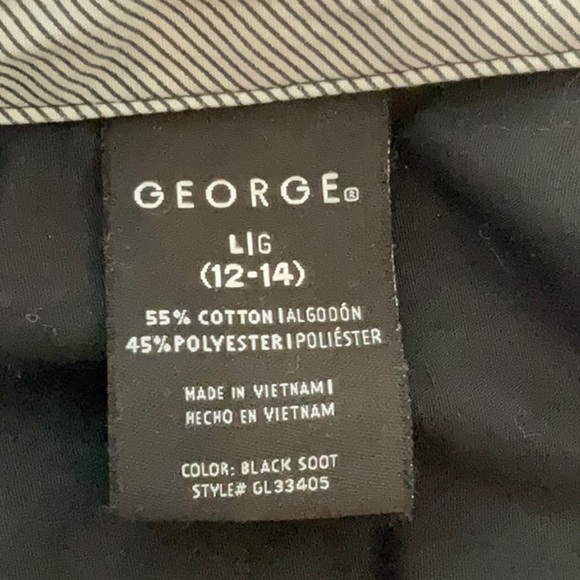 GEORGE®
L|G
(12-14)
55% COTTON|ALGODÓN
45% POLYESTER|POLIÉSTER
MADE IN VIETNAM|
HECHO EN VIETNAM
COLOR: BLACK SOOT
STYLE# GL33405